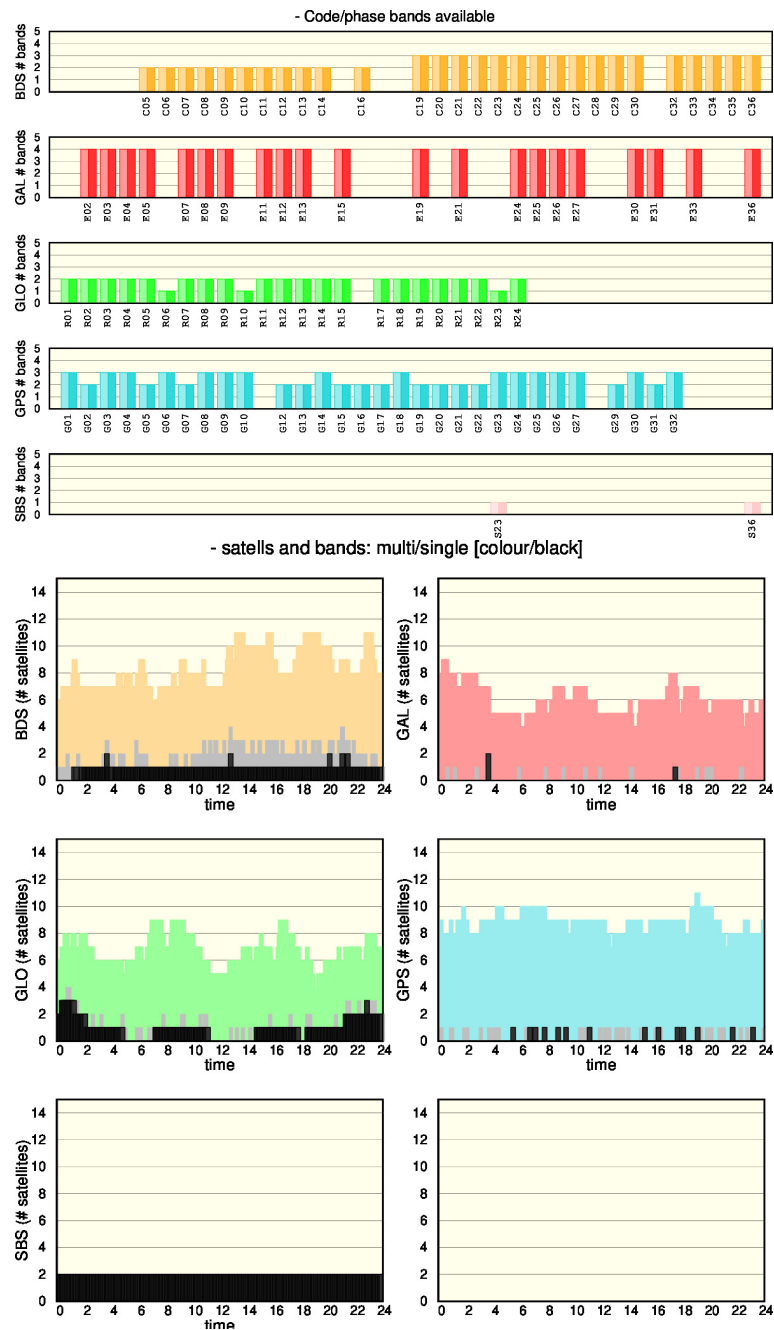 - Code/phase bands available
BDS # bands
5
4
3
2
1
0
C05 C06 C07 C08 C09 C10 C11 C12 C13 C14 C16 C19 C20 C21 C22 C23 C24 C25 C26 C27 C28 C29 C30 C32 C33 C34 C35 C36
GAL # bands
5
4
3
2
1
0
E02 E03 E04 E05 E07 E08 E09 E11 E12 E13 E15 E19 E21 E24 E25 E26 E27 E30 E31 E33 E36
GLO # bands
5
4
3
2
1
0
R01 R02 R03 R04 R05 R06 R07 R08 R09 R10 R11 R12 R13 R14 R15 R17 R18 R19 R20 R21 R22 R23 R24
GPS # bands
5
4
3
2
1
0
G01 G02 G03 G04 G05 G06 G07 G08 G09 G10 G12 G13 G14 G15 G16 G17 G18 G19 G20 G21 G22 G23 G24 G25 G26 G27 G29 G30 G31 G32
SBS # bands
5
4
3
2
1
0
S23 S36
- satells and bands: multi/single [colour/black]
BDS (# satellites)
14
12
10
8
6
4
2
0
0 2 4 6 8 10 12 14 16 18 20 22 24
time
GAL (# satellites)
14
12
10
8
6
4
2
0
0 2 4 6 8 10 12 14 16 18 20 22 24
time
GLO (# satellites)
14
12
10
8
6
4
2
0
0 2 4 6 8 10 12 14 16 18 20 22 24
time
GPS (# satellites)
14
12
10
8
6
4
2
0
0 2 4 6 8 10 12 14 16 18 20 22 24
time
SBS (# satellites)
14
12
10
8
6
4
2
0
0 2 4 6 8 10 12 14 16 18 20 22 24
time
14
12
10
8
6
4
2
0
0 2 4 6 8 10 12 14 16 18 20 22 24